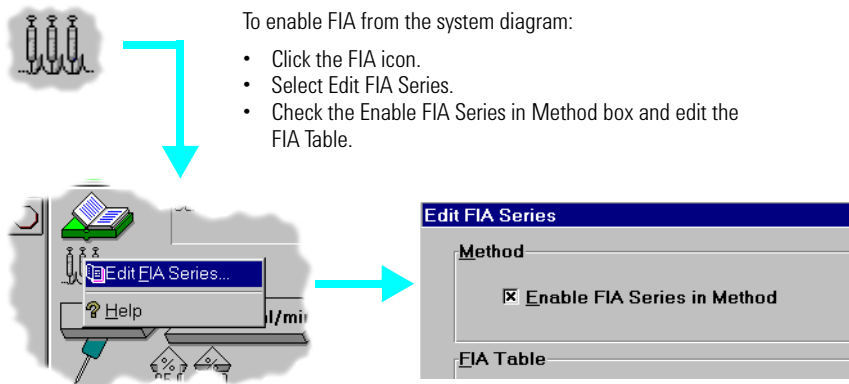 To enable FIA from the system diagram:
• Click the FIA icon.
• Select Edit FIA Series.
• Check the Enable FIA Series in Method box and edit the
FIA Table.
Edit FIA Series...
Help
l/min
Edit FIA Series
Method
Enable FIA Series in Method
FIA Table